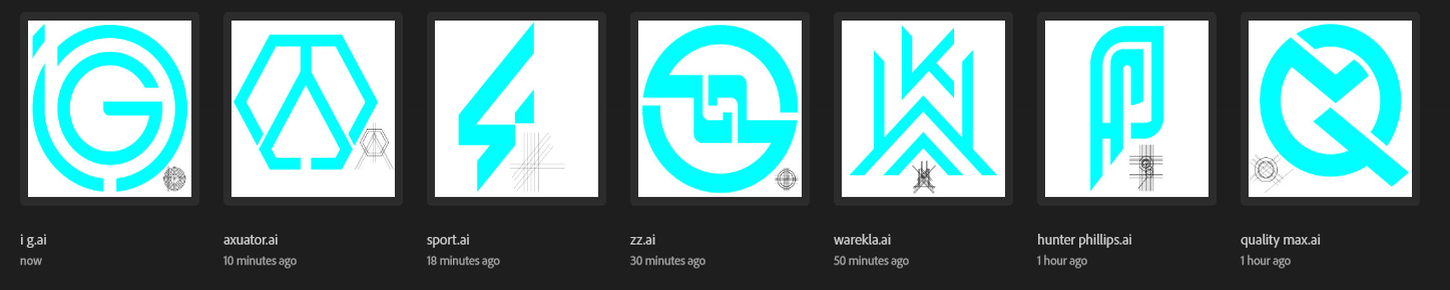 i g.ai
now
axuator.ai
10 minutes ago
sport.ai
18 minutes ago
zz.ai
30 minutes ago
warekla.ai
50 minutes ago
hunter phillips.ai
1 hour ago
quality max.ai
1 hour ago